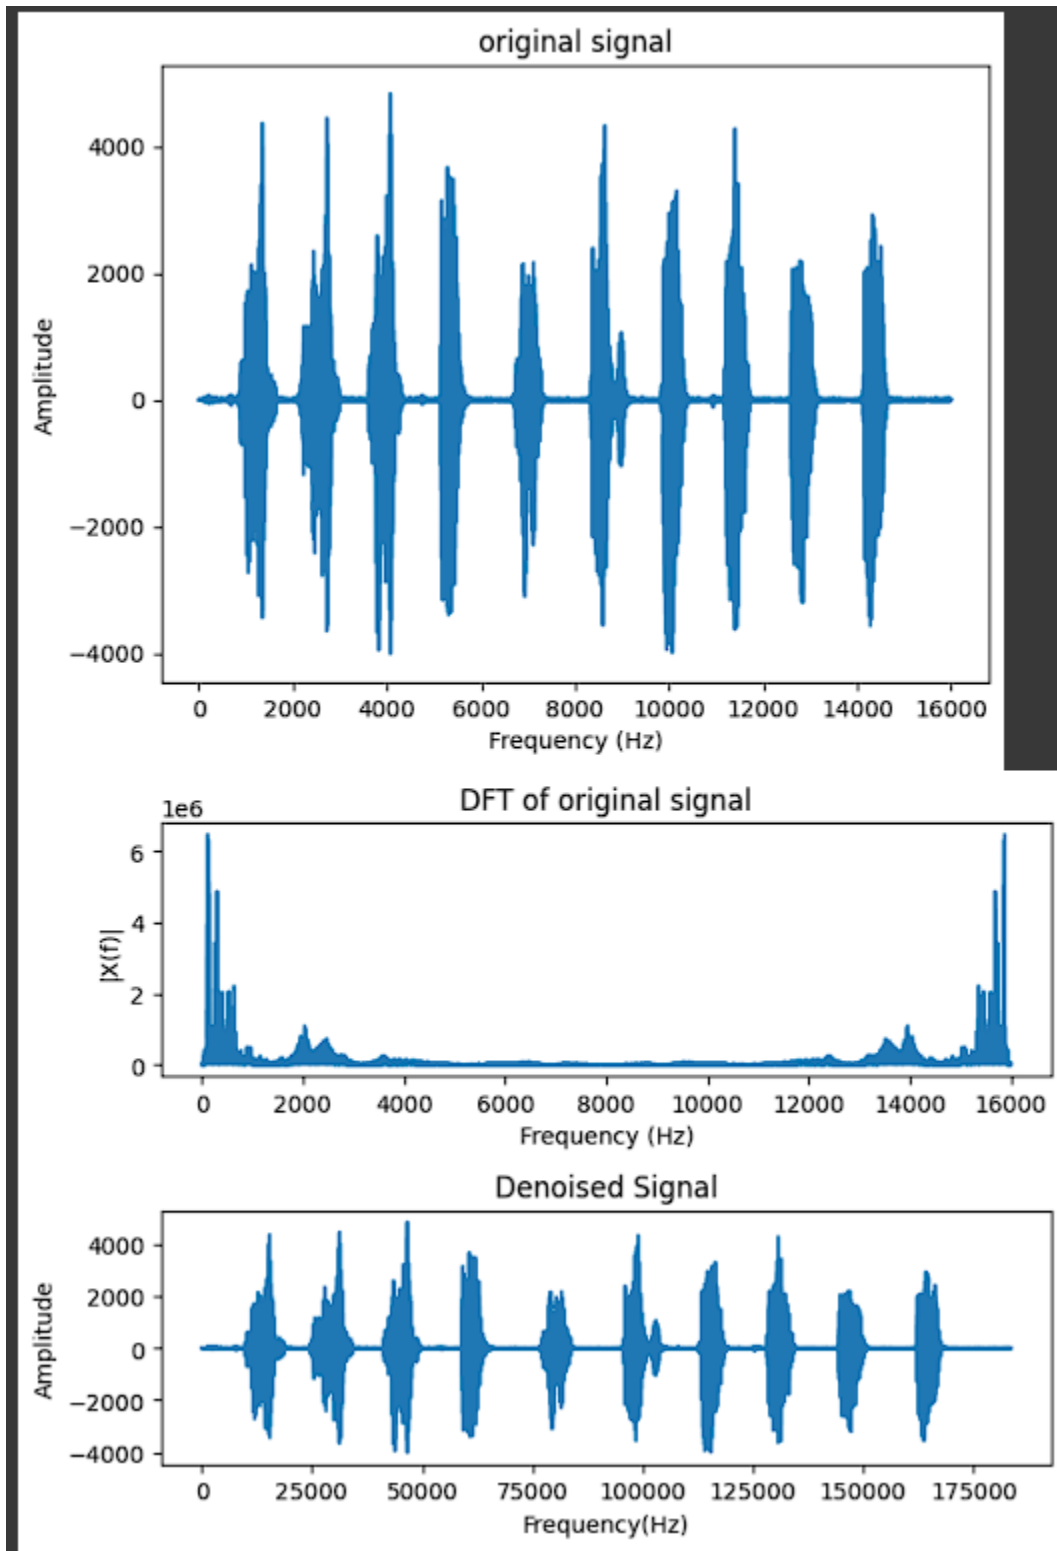 original signal
4000
2000
0
−2000
−4000
Amplitude
0 2000 4000 6000 8000 10000 12000 14000 16000
Frequency (Hz)
DFT of original signal
1e6
6
4
2
0
|X(f)|
0 2000 4000 6000 8000 10000 12000 14000 16000
Frequency (Hz)
Denoised Signal
4000
2000
0
−2000
−4000
Amplitude
0 25000 50000 75000 100000 125000 150000 175000
Frequency(Hz)